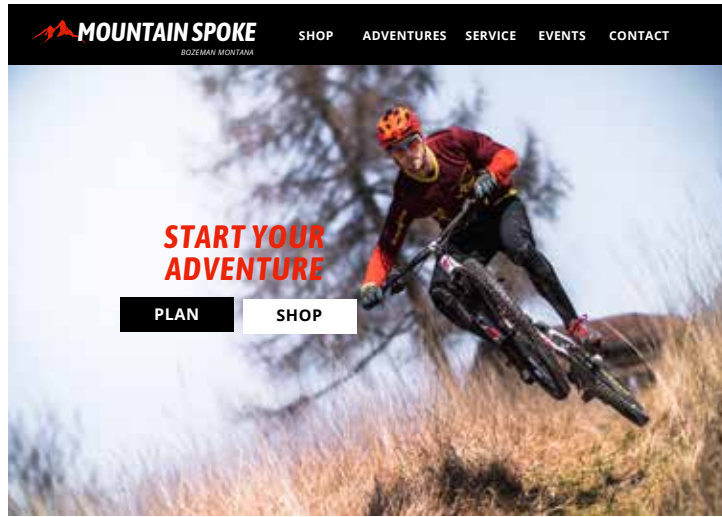 MOUNTAIN SPOKE
BOZEMAN MONTANA
SHOP ADVENTURES SERVICE EVENTS CONTACT
START YOUR
ADVENTURE
PLAN SHOP